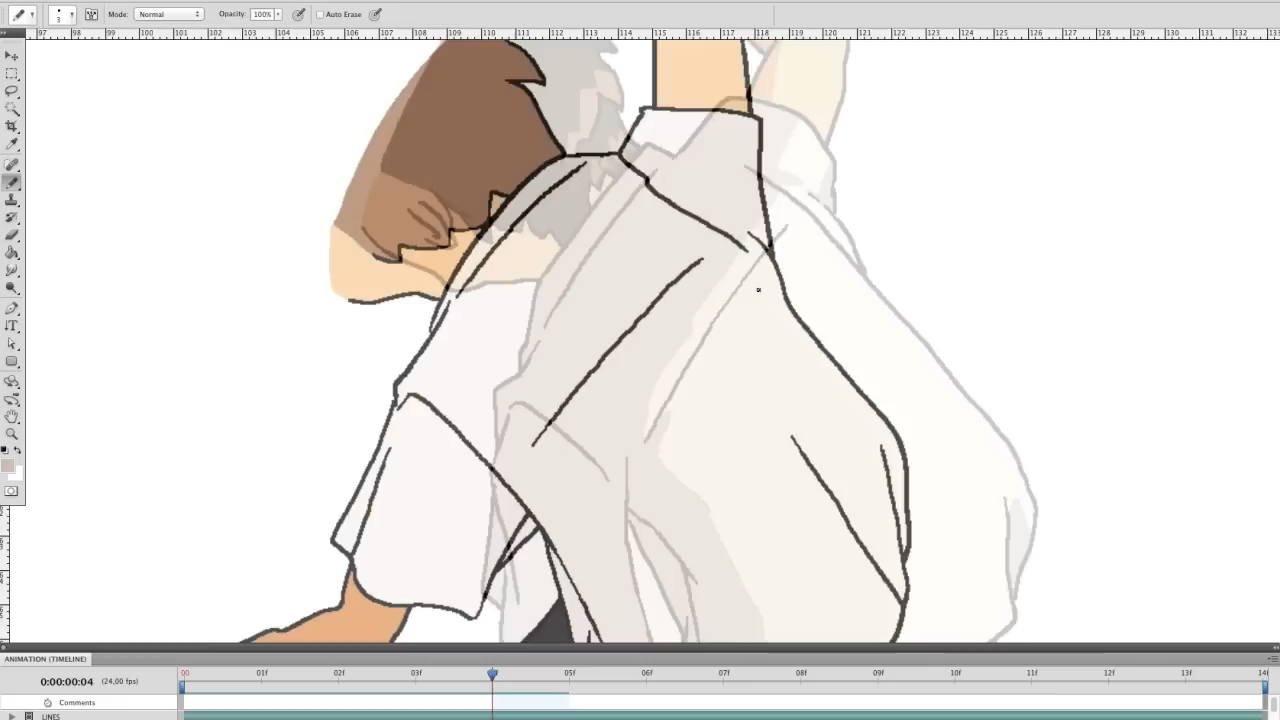 3 Mode: Normal Opacity: 100% Auto Erase
97 98 99 100 101 102 103 104 105 106 107 108 109 110 111 112 113 114 115 116 117 118 119 120 121 122 123 124 125 126 127 128 129 130 131 132 133
ANIMATION (TIMELINE)
0:00:00:04 (24,00 fps) 00 01f 02f 03f 05f 06f 07f 08f 09f 10f 11f 12f 13f 14f
Comments
LINES